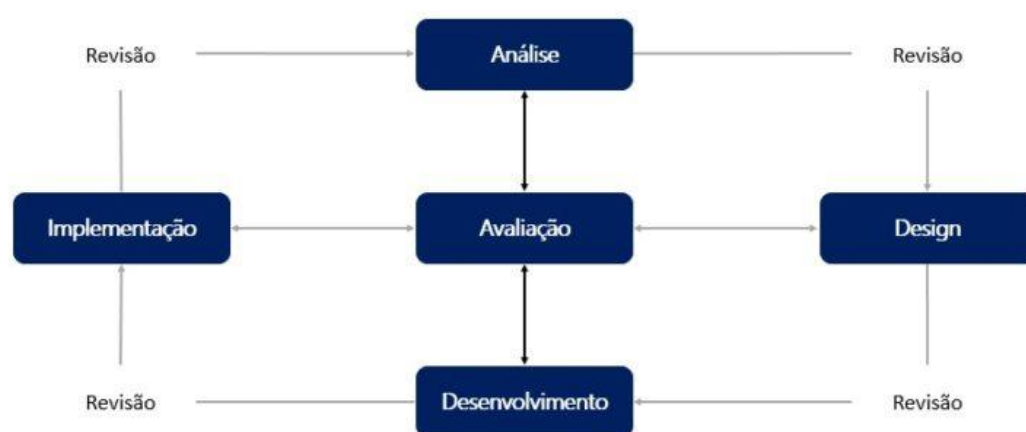 Revisão
Análise
Revisão
Implementação
Avaliação
Design
Revisão
Desenvolvimento
Revisão